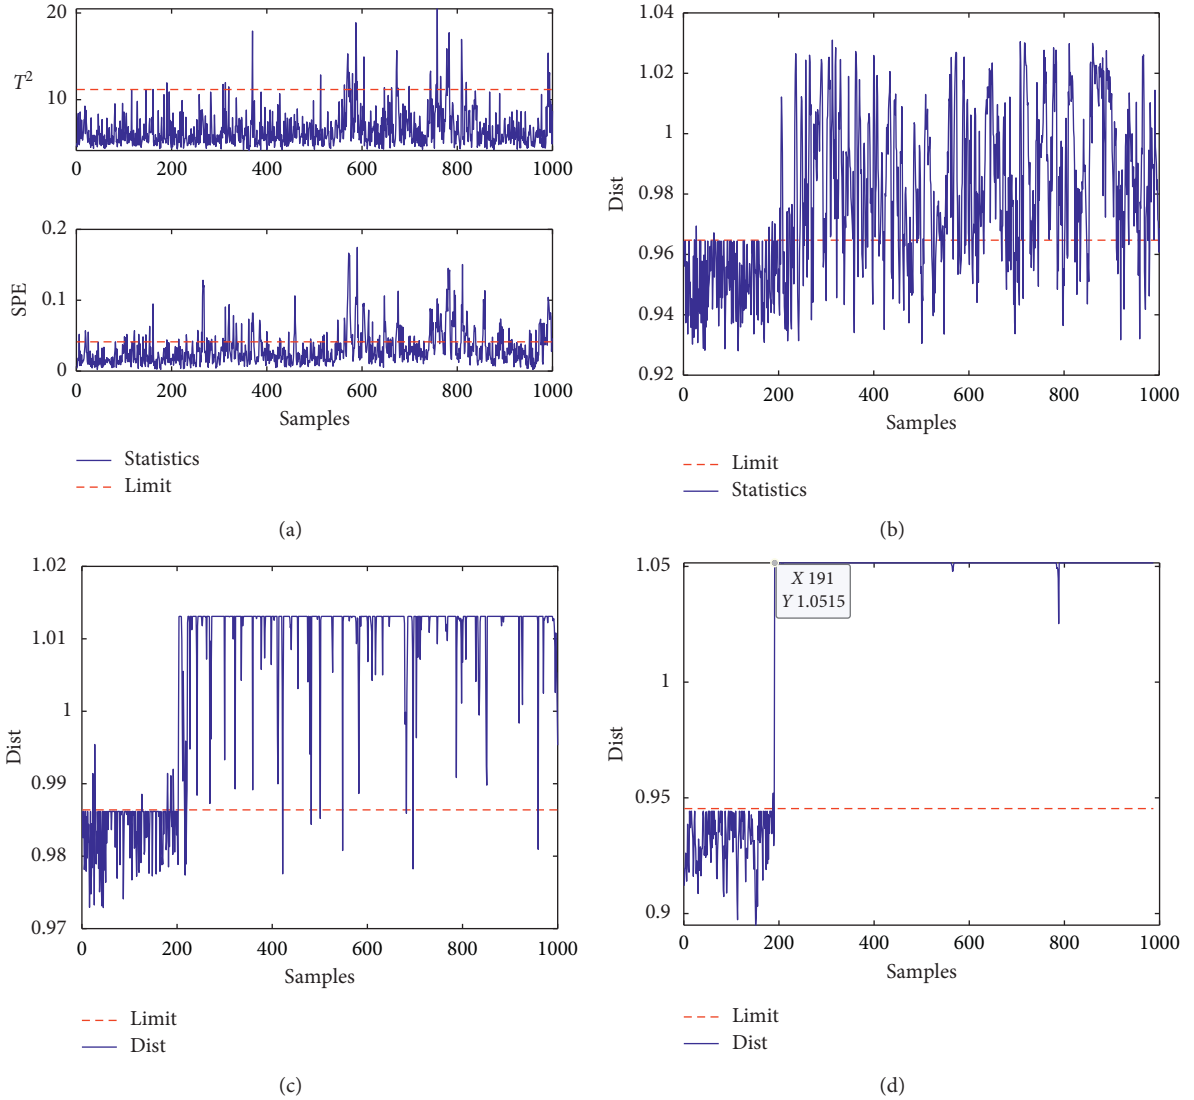 20
T²
10
0 200 400 600 800 1000
0.2
SPE
0.1
0
0 200 400 600 800 1000
Samples
Statistics
Limit
(a)
1.04
1.02
1
Dist
0.98
0.96
0.94
0.92
0 200 400 600 800 1000
Samples
Limit
Statistics
(b)
1.02
1.01
1
Dist
0.99
0.98
0.97
0 200 400 600 800 1000
Samples
Limit
Dist
(c)
1.05
X 191
Y 1.0515
1
Dist
0.95
0.9
0 200 400 600 800 1000
Samples
Limit
Dist
(d)